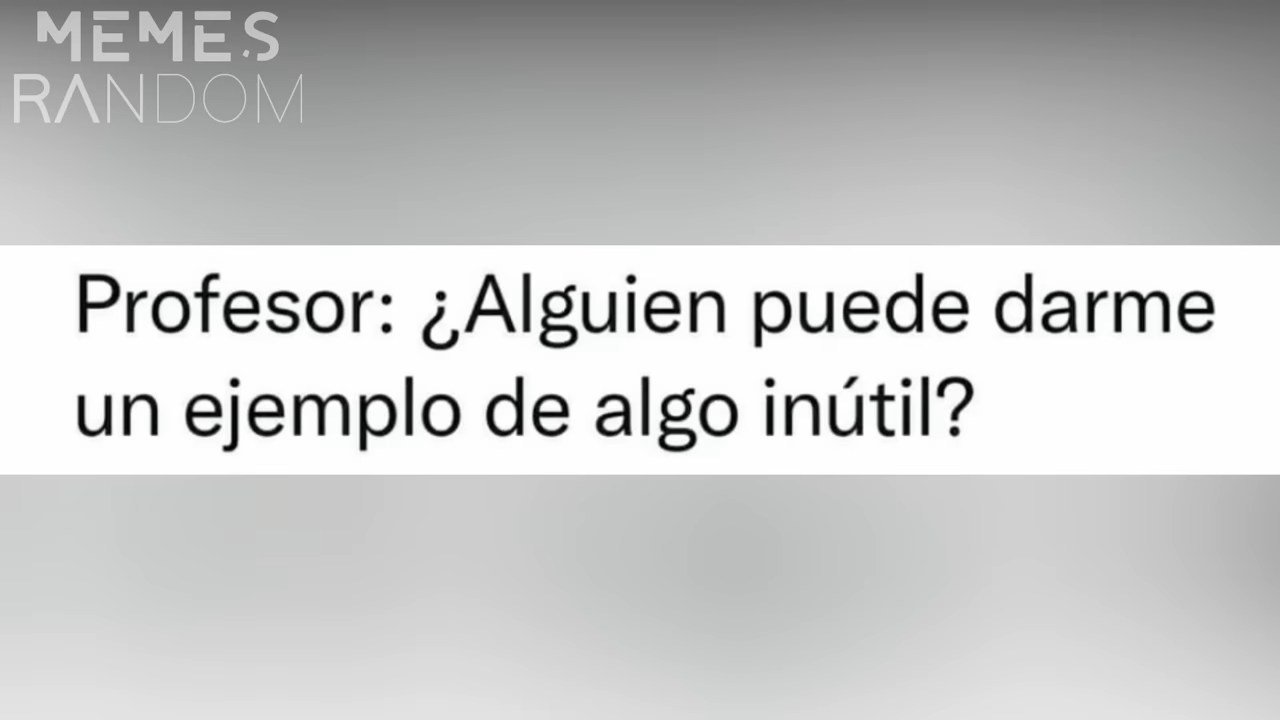 MEMES
RANDOM
Profesor: ¿Alguien puede darme
un ejemplo de algo inútil?